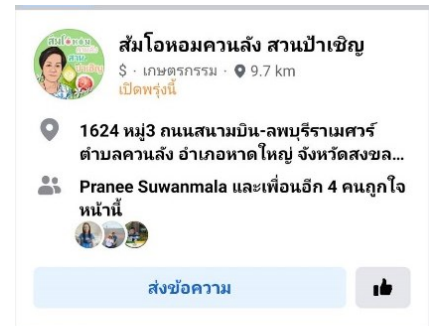 ส้มโอหอมควนลัง สวนป้าเชิญ
$ · เกษตรกรรม · 9.7 km
เปิดพรุ่งนี้
1624 หมู่3 ถนนสนามบิน-ลพบุรีราเมศวร์
ตำบลควนลัง อำเภอหาดใหญ่ จังหวัดสงขล...
Pranee Suwanmala และเพื่อนอีก 4 คนถูกใจ
หน้านี้
ส่งข้อความ